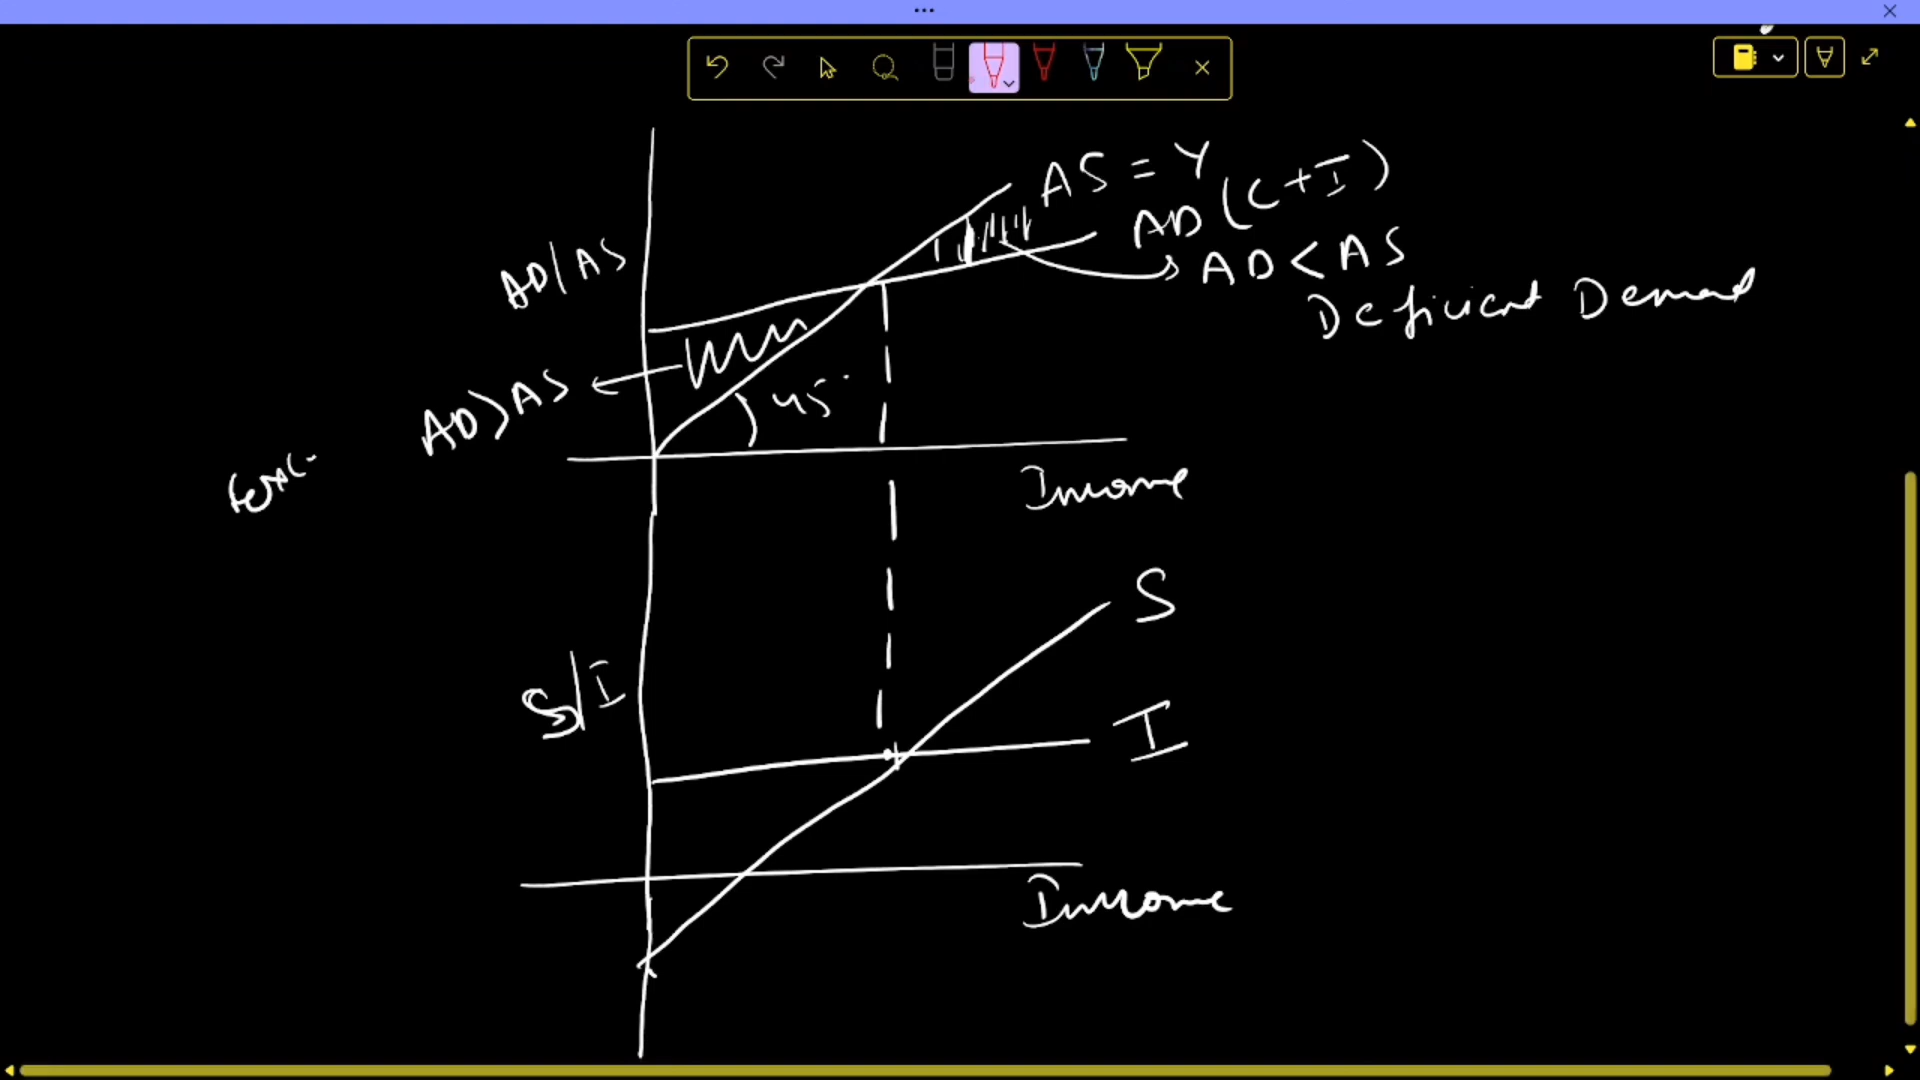 AS = Y
AD (C+I)
AD/AS
AD < AS
Deficient Demand
AD > AS
45°
Income
S
S/I
I
Income